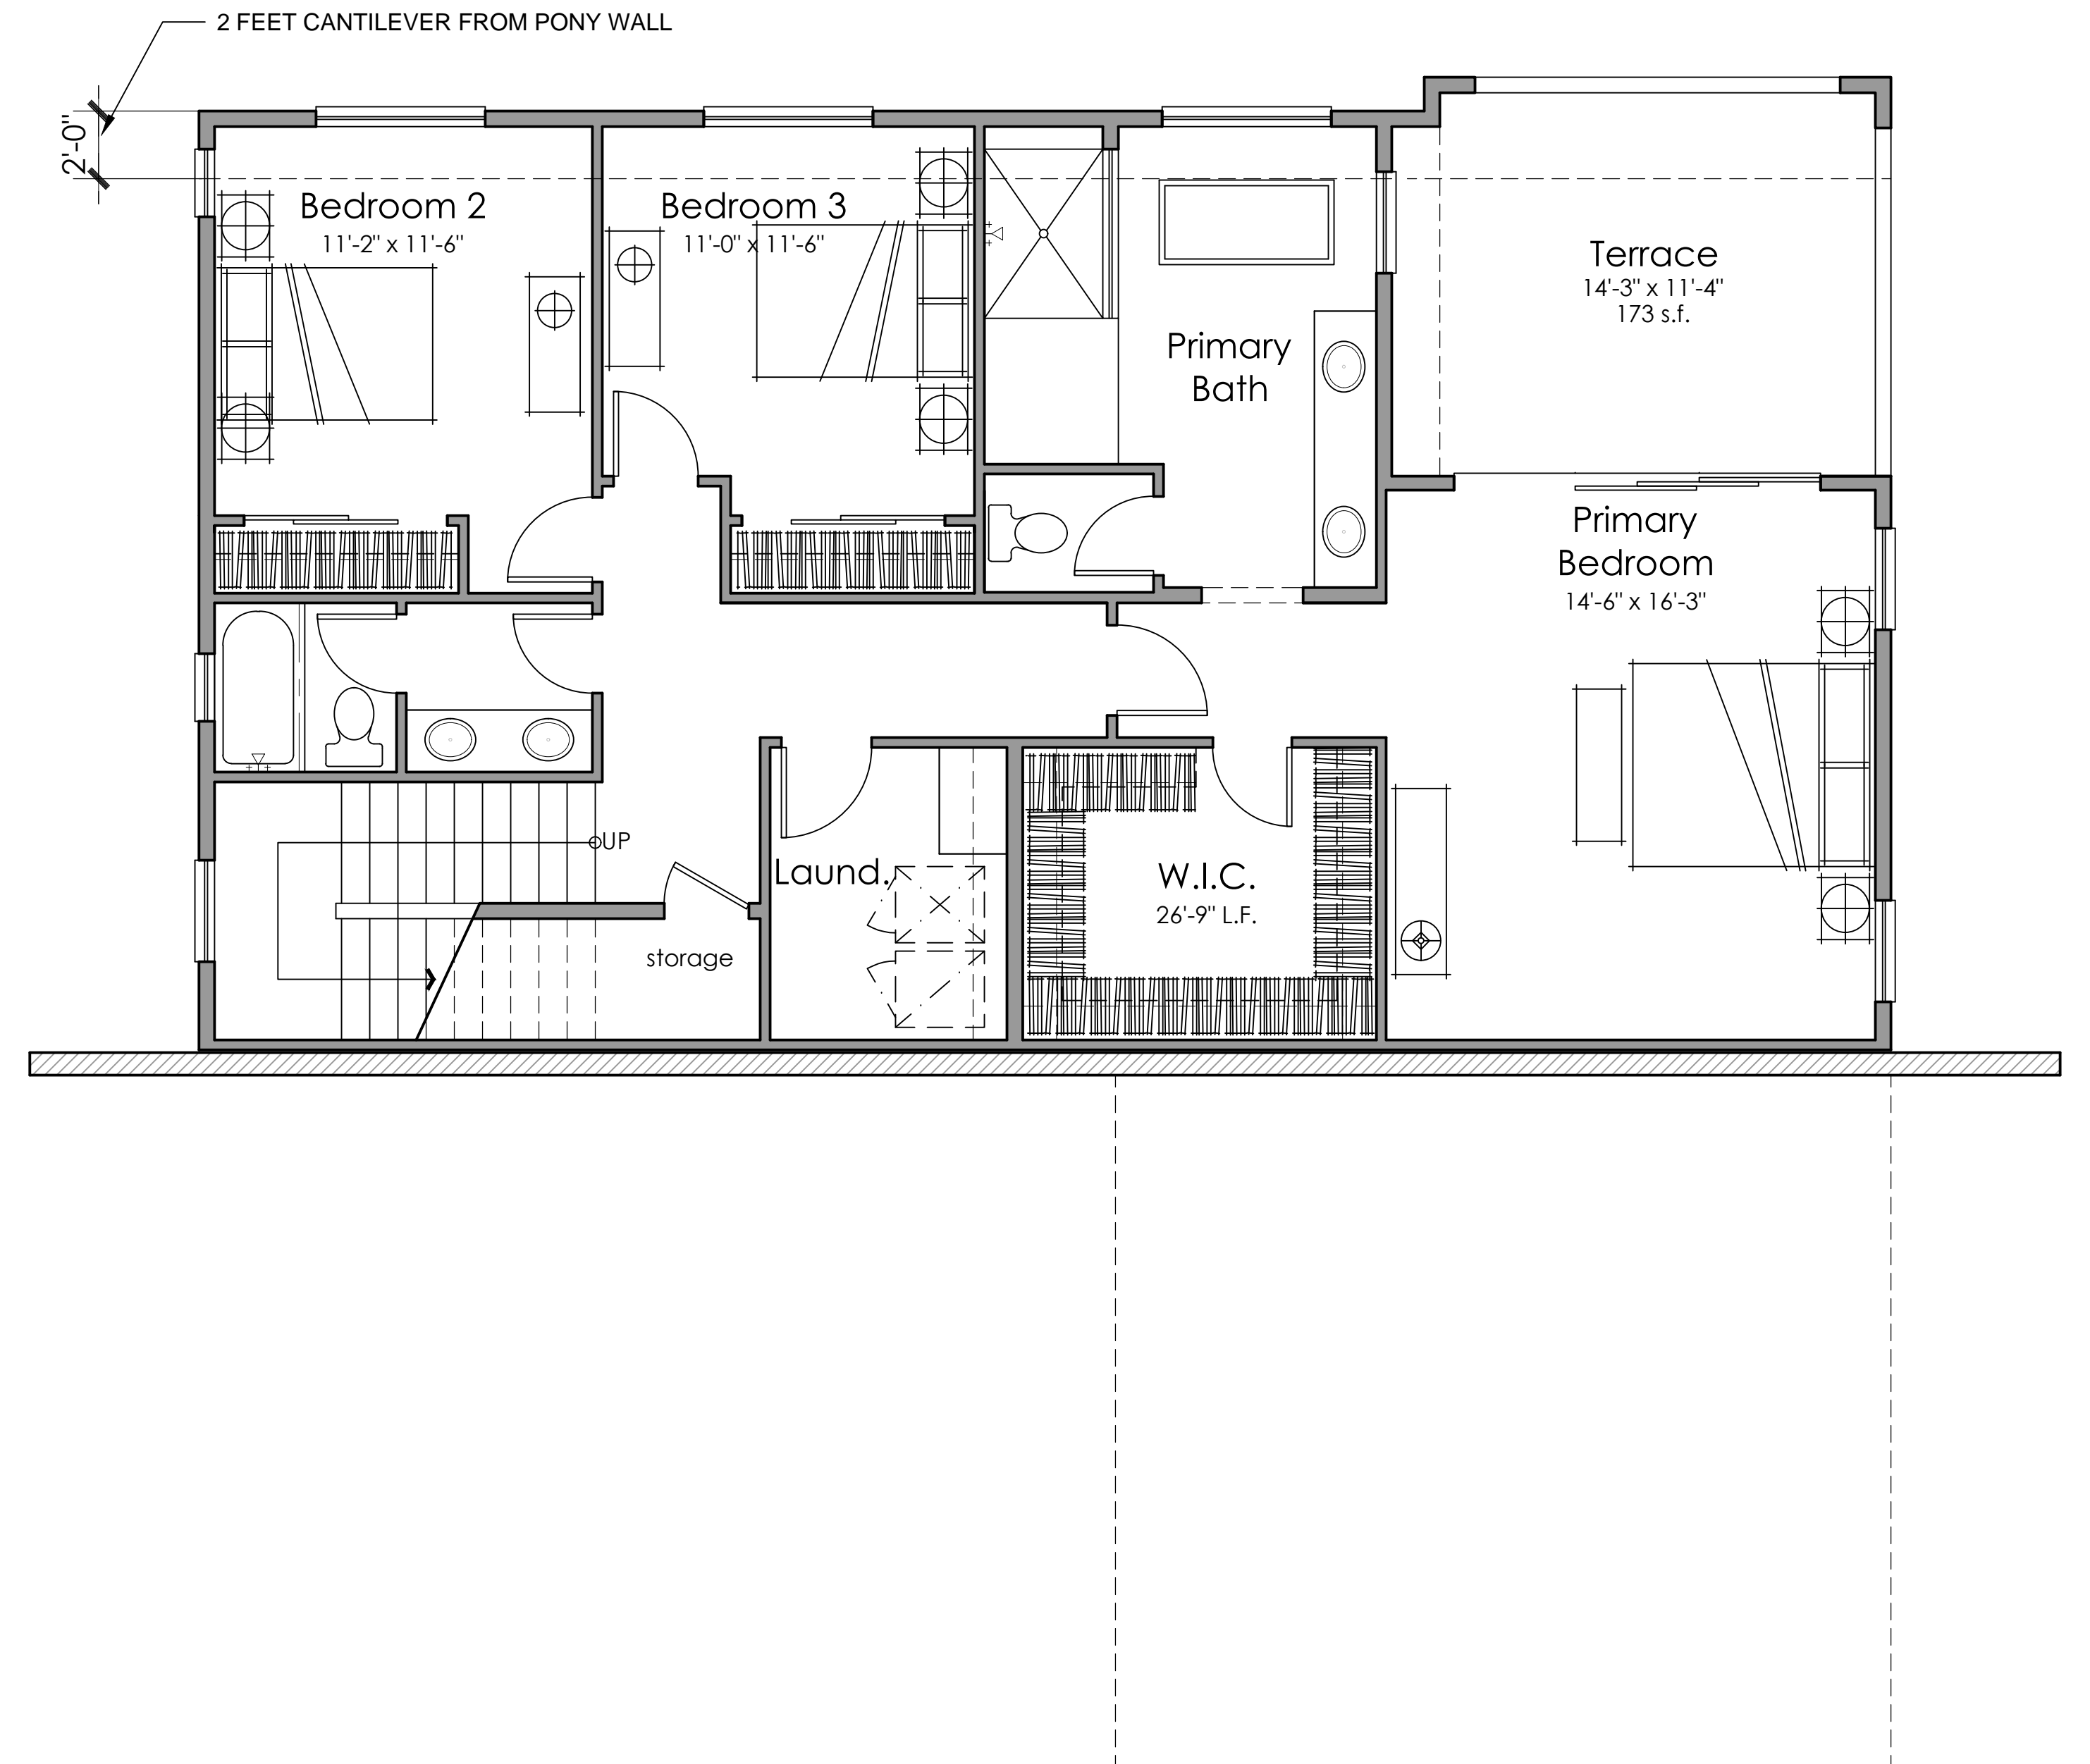 2 FEET CANTILEVER FROM PONY WALL
2'-0"
Bedroom 2
11'-2" x 11'-6"
Bedroom 3
11'-0" x 11'-6"
Terrace
14'-3" x 11'-4"
173 s.f.
Primary
Bath
Primary
Bedroom
14'-6" x 16'-3"
UP
Laund.
W.I.C.
26'-9" L.F.
storage